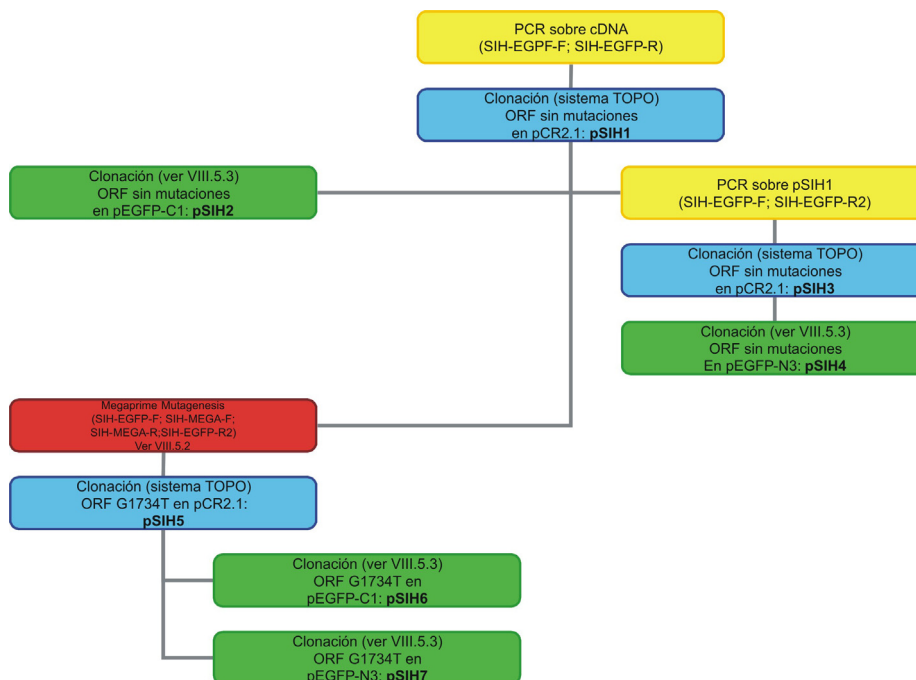 PCR sobre cDNA
(SIH-EGPF-F; SIH-EGFP-R)
Clonación (sistema TOPO)
ORF sin mutaciones
en pCR2.1: pSIH1
Clonación (ver VIII.5.3)
ORF sin mutaciones
en pEGFP-C1: pSIH2
PCR sobre pSIH1
(SIH-EGFP-F; SIH-EGFP-R2)
Clonación (sistema TOPO)
ORF sin mutaciones
en pCR2.1: pSIH3
Clonación (ver VIII.5.3)
ORF sin mutaciones
En pEGFP-N3: pSIH4
Megaprime Mutagenesis
(SIH-EGFP-F; SIH-MEGA-F;
SIH-MEGA-R;SIH-EGFP-R2)
Ver VIII.5.2
Clonación (sistema TOPO)
ORF G1734T en pCR2.1:
pSIH5
Clonación (ver VIII.5.3)
ORF G1734T en
pEGFP-C1: pSIH6
Clonación (ver VIII.5.3)
ORF G1734T en
pEGFP-N3: pSIH7